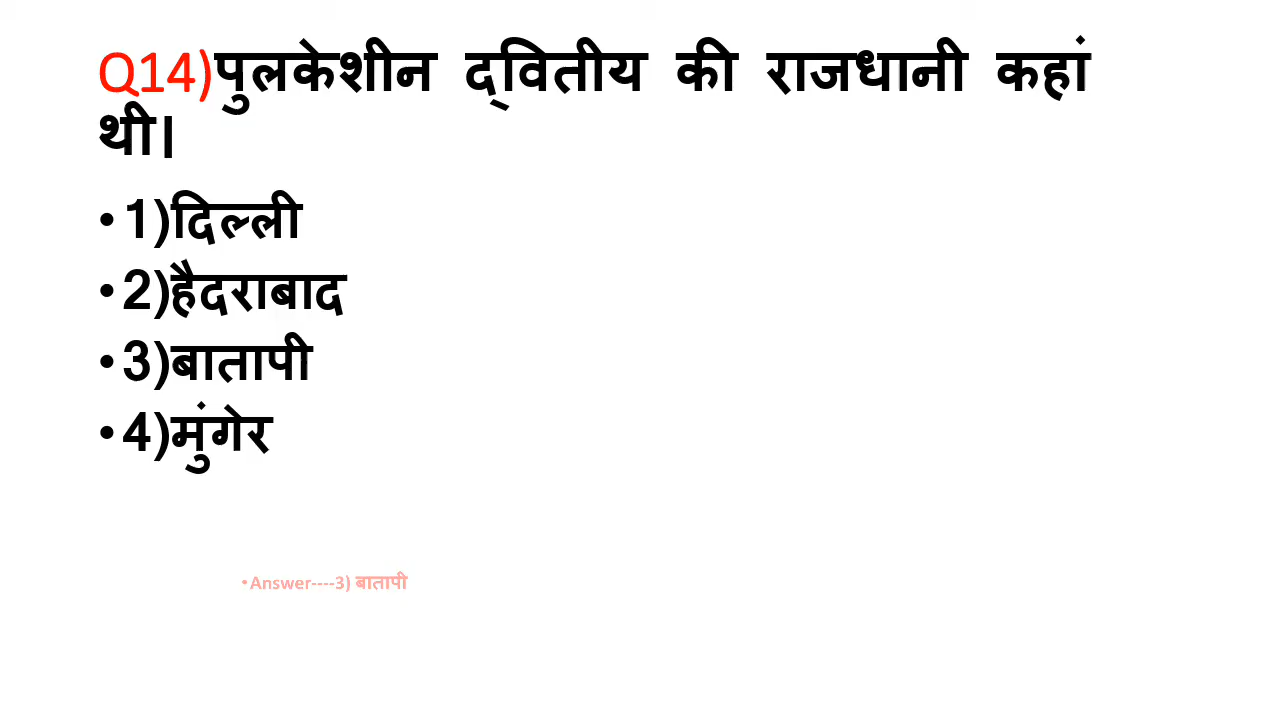 Q14)पुलकेशीन द्वितीय की राजधानी कहां
थी।
•1)दिल्ली
•2)हैदराबाद
•3)बातापी
•4)मुंगेर
•Answer----3) बातापी